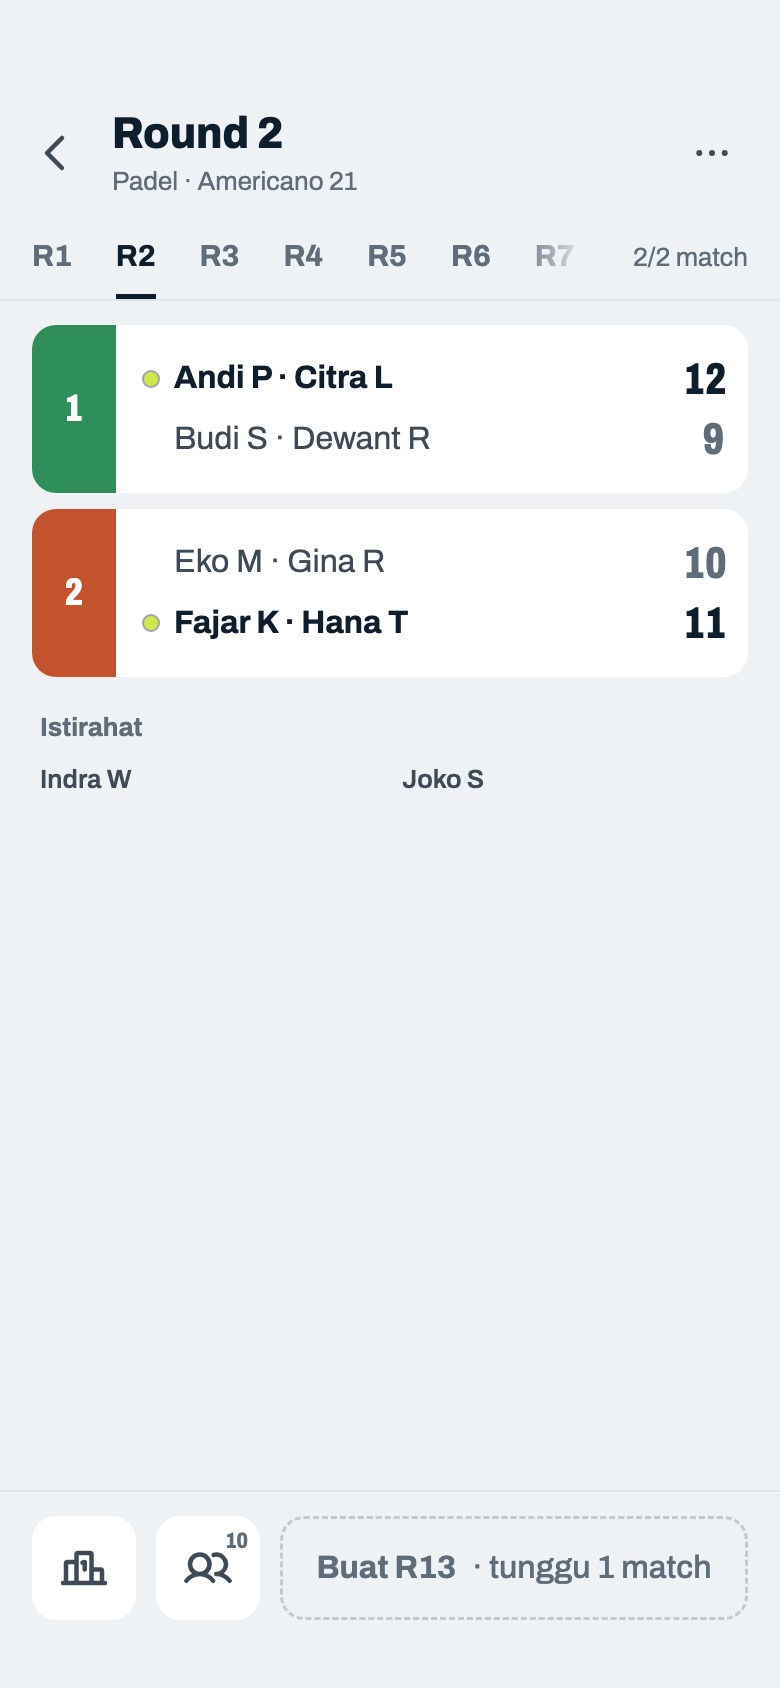 Round 2
Padel · Americano 21
R1 R2 R3 R4 R5 R6 R7 2/2 match
1
Andi P · Citra L 12
Budi S · Dewant R 9
2
Eko M · Gina R 10
Fajar K · Hana T 11
Istirahat
Indra W Joko S
1
10
Buat R13 · tunggu 1 match